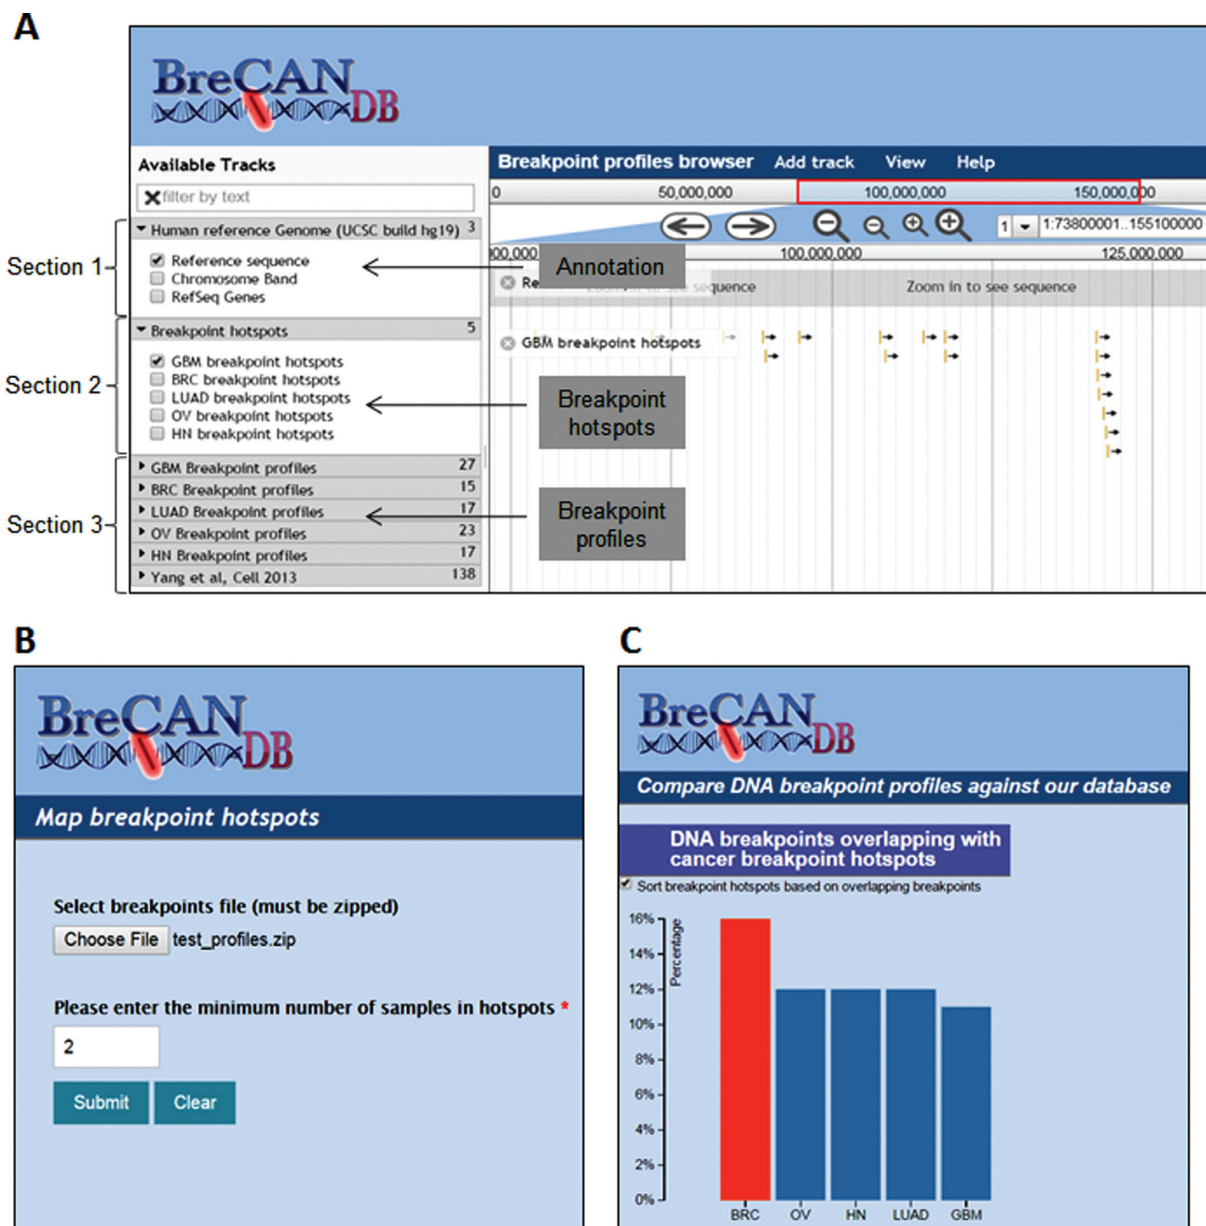 A
BreCAN
DB
Available Tracks
filter by text
Human reference Genome (UCSC build hg19) 3
Reference sequence
Chromosome Band
RefSeq Genes
Breakpoint hotspots 5
GBM breakpoint hotspots
BRC breakpoint hotspots
LUAD breakpoint hotspots
OV breakpoint hotspots
HN breakpoint hotspots
GBM Breakpoint profiles 27
BRC Breakpoint profiles 15
LUAD Breakpoint profiles 17
OV Breakpoint profiles 23
HN Breakpoint profiles 17
Yang et al, Cell 2013 138
Section 1
Section 2
Section 3
Breakpoint profiles browser Add track View Help
0 50,000,000 100,000,000 150,000,000
1 1:73800001..155100000
00,000 100,000,000 125,000,000
Re Zoom in to see sequence Zoom in to see sequence
GBM breakpoint hotspots
Annotation
Breakpoint
hotspots
Breakpoint
profiles
B
BreCAN
DB
Map breakpoint hotspots
Select breakpoints file (must be zipped)
Choose File test_profiles.zip
Please enter the minimum number of samples in hotspots *
2
Submit Clear
C
BreCAN
DB
Compare DNA breakpoint profiles against our database
DNA breakpoints overlapping with
cancer breakpoint hotspots
Sort breakpoint hotspots based on overlapping breakpoints
Percentage
16%
14%
12%
10%
8%
6%
4%
2%
0%
BRC OV HN LUAD GBM